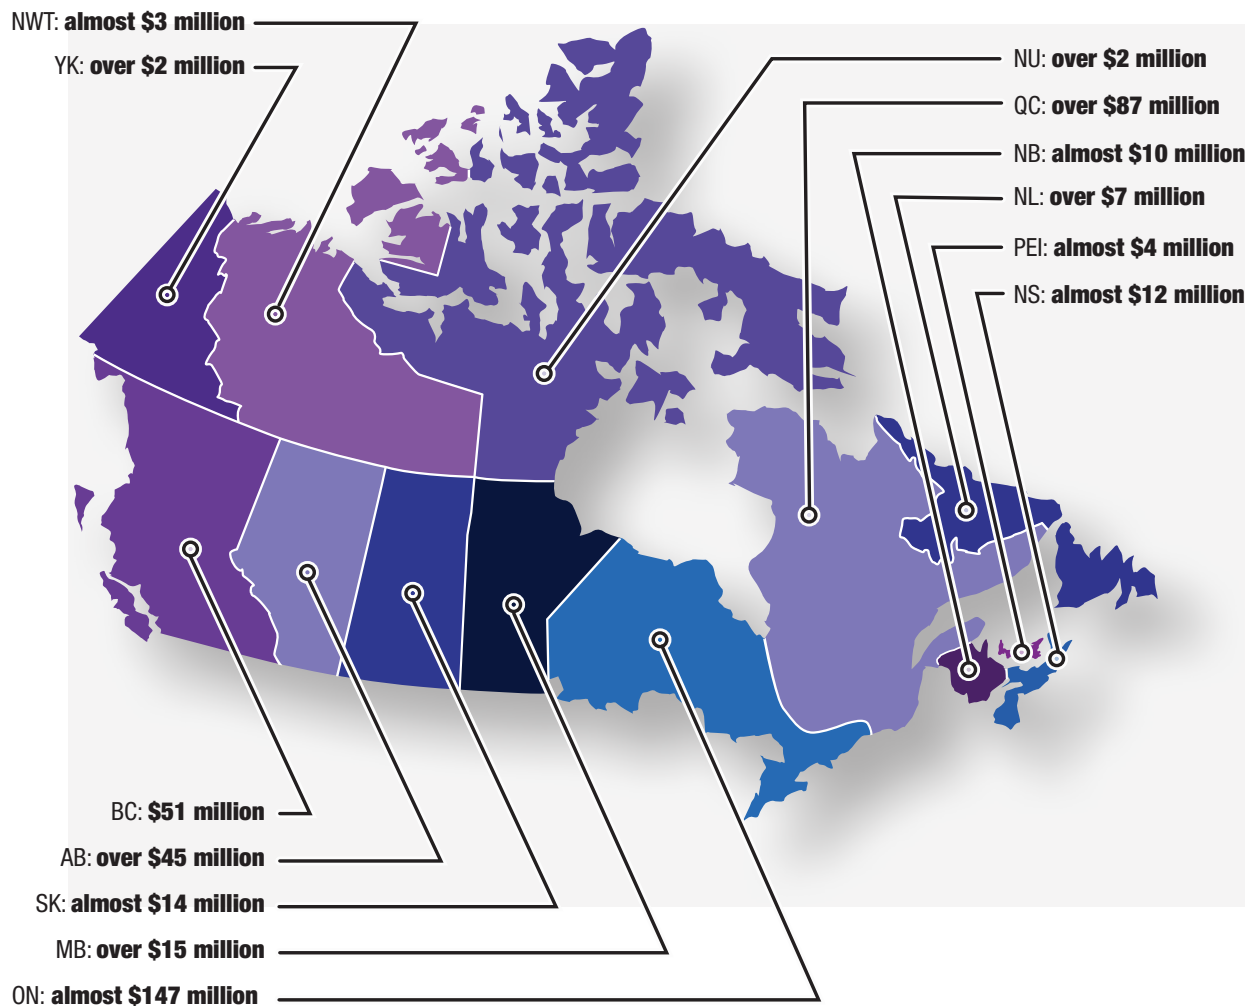 NWT: almost $3 million
YK: over $2 million
NU: over $2 million
QC: over $87 million
NB: almost $10 million
NL: over $7 million
PEI: almost $4 million
NS: almost $12 million
BC: $51 million
AB: over $45 million
SK: almost $14 million
MB: over $15 million
ON: almost $147 million